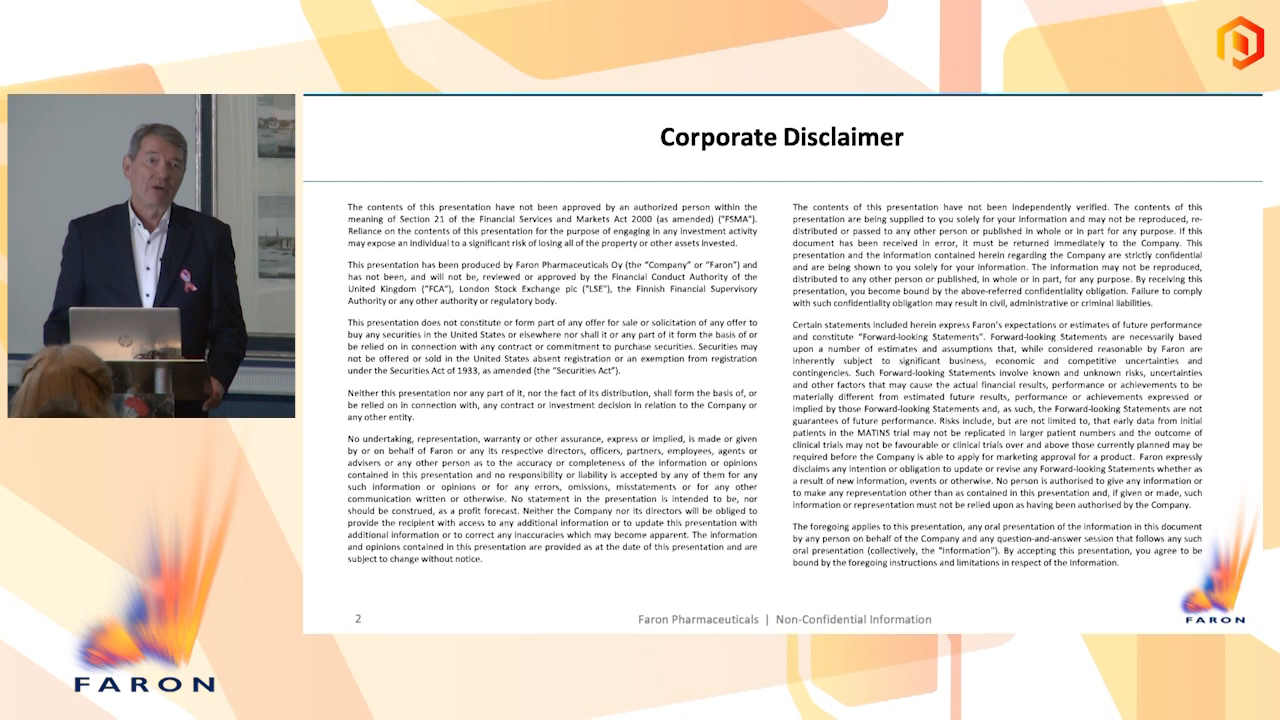 Corporate Disclaimer
The contents of this presentation have not been approved by an authorized person within the
meaning of Section 21 of the Financial Services and Markets Act 2000 (as amended) ("FSMA").
Reliance on the contents of this presentation for the purpose of engaging in any investment activity
may expose an individual to a significant risk of losing all of the property or other assets invested.
This presentation has been produced by Faron Pharmaceuticals Oy (the “Company” or “Faron”) and
has not been, and will not be, reviewed or approved by the Financial Conduct Authority of the
United Kingdom ("FCA"), London Stock Exchange plc ("LSE"), the Finnish Financial Supervisory
Authority or any other authority or regulatory body.
This presentation does not constitute or form part of any offer for sale or solicitation of any offer to
buy any securities in the United States or elsewhere nor shall it or any part of it form the basis of or
be relied on in connection with any contract or commitment to purchase securities. Securities may
not be offered or sold in the United States absent registration or an exemption from registration
under the Securities Act of 1933, as amended (the “Securities Act”).
Neither this presentation nor any part of it, nor the fact of its distribution, shall form the basis of, or
be relied on in connection with, any contract or investment decision in relation to the Company or
any other entity.
No undertaking, representation, warranty or other assurance, express or implied, is made or given
by or on behalf of Faron or any its respective directors, officers, partners, employees, agents or
advisers or any other person as to the accuracy or completeness of the information or opinions
contained in this presentation and no responsibility or liability is accepted by any of them for any
such information or opinions or for any errors, omissions, misstatements or for any other
communication written or otherwise. No statement in the presentation is intended to be, nor
should be construed, as a profit forecast. Neither the Company nor its directors will be obliged to
provide the recipient with access to any additional information or to update this presentation with
additional information or to correct any inaccuracies which may become apparent. The information
and opinions contained in this presentation are provided as at the date of this presentation and are
subject to change without notice.
The contents of this presentation have not been independently verified. The contents of this
presentation are being supplied to you solely for your information and may not be reproduced, re-
distributed or passed to any other person or published in whole or in part for any purpose. If this
document has been received in error, it must be returned immediately to the Company. This
presentation and the information contained herein regarding the Company are strictly confidential
and are being shown to you solely for your information. The information may not be reproduced,
distributed to any other person or published, in whole or in part, for any purpose. By receiving this
presentation, you become bound by the above-referred confidentiality obligation. Failure to comply
with such confidentiality obligation may result in civil, administrative or criminal liabilities.
Certain statements included herein express Faron’s expectations or estimates of future performance
and constitute “Forward-looking Statements”. Forward-looking Statements are necessarily based
upon a number of estimates and assumptions that, while considered reasonable by Faron are
inherently subject to significant business, economic and competitive uncertainties and
contingencies. Such Forward-looking Statements involve known and unknown risks, uncertainties
and other factors that may cause the actual financial results, performance or achievements to be
materially different from estimated future results, performance or achievements expressed or
implied by those Forward-looking Statements and, as such, the Forward-looking Statements are not
guarantees of future performance. Risks include, but are not limited to, that early data from initial
patients in the MATINS trial may not be replicated in larger patient numbers and the outcome of
clinical trials may not be favourable or clinical trials over and above those currently planned may be
required before the Company is able to apply for marketing approval for a product. Faron expressly
disclaims any intention or obligation to update or revise any Forward-looking Statements whether as
a result of new information, events or otherwise. No person is authorised to give any information or
to make any representation other than as contained in this presentation and, if given or made, such
information or representation must not be relied upon as having been authorised by the Company.
The foregoing applies to this presentation, any oral presentation of the information in this document
by any person on behalf of the Company and any question-and-answer session that follows any such
oral presentation (collectively, the "Information"). By accepting this presentation, you agree to be
bound by the foregoing instructions and limitations in respect of the Information.
2
Faron Pharmaceuticals | Non-Confidential Information
FARON
FARON